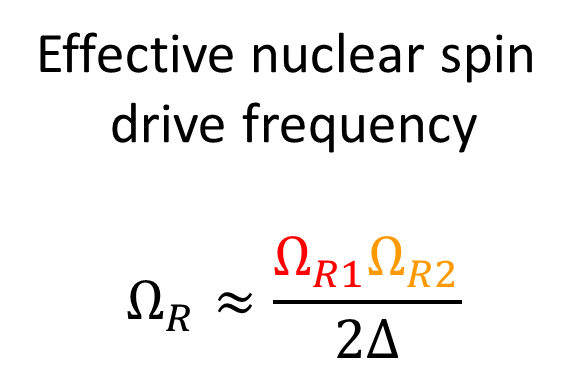 Effective nuclear spin
drive frequency
Ω_R ≈ Ω_R1 Ω_R2 / 2Δ